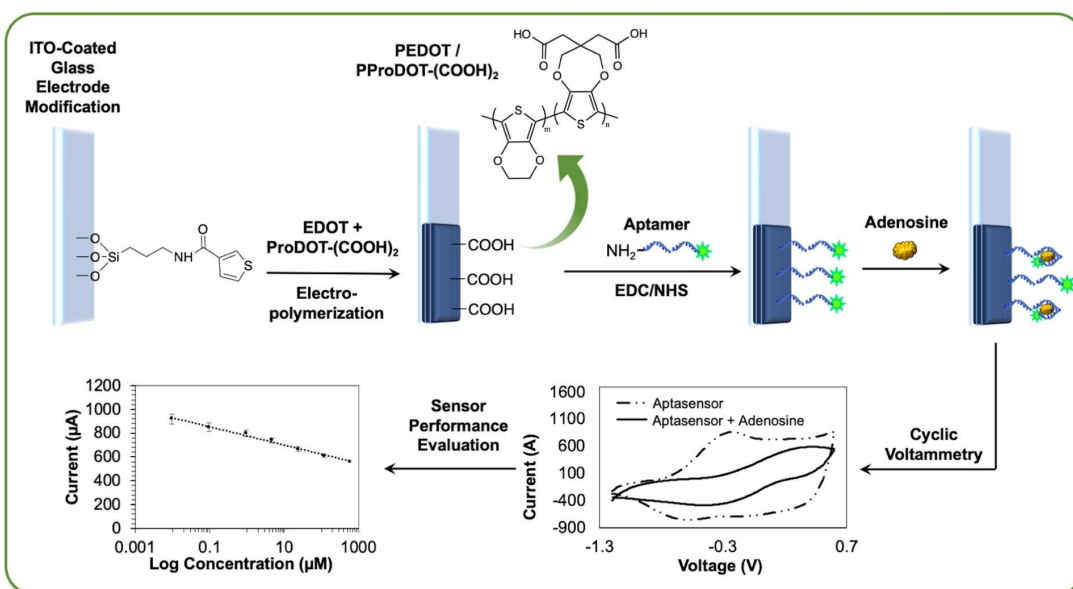 ITO-Coated
Glass
Electrode
Modification
O
O
O
Si
NH
O
S
EDOT +
ProDOT-(COOH)₂
Electro-
polymerization
PEDOT /
PProDOT-(COOH)₂
OH
O
OH
O
O
O
S
m
n
S
O
O
COOH
COOH
COOH
Aptamer
NH₂
EDC/NHS
Adenosine
Cyclic
Voltammetry
1600
1100
600
100
-400
-900
Current (A)
Aptasensor
Aptasensor + Adenosine
-1.3
-0.3
0.7
Voltage (V)
Sensor
Performance
Evaluation
1200
1000
800
600
400
200
0
Current (µA)
0.001
0.1
10
1000
Log Concentration (µM)